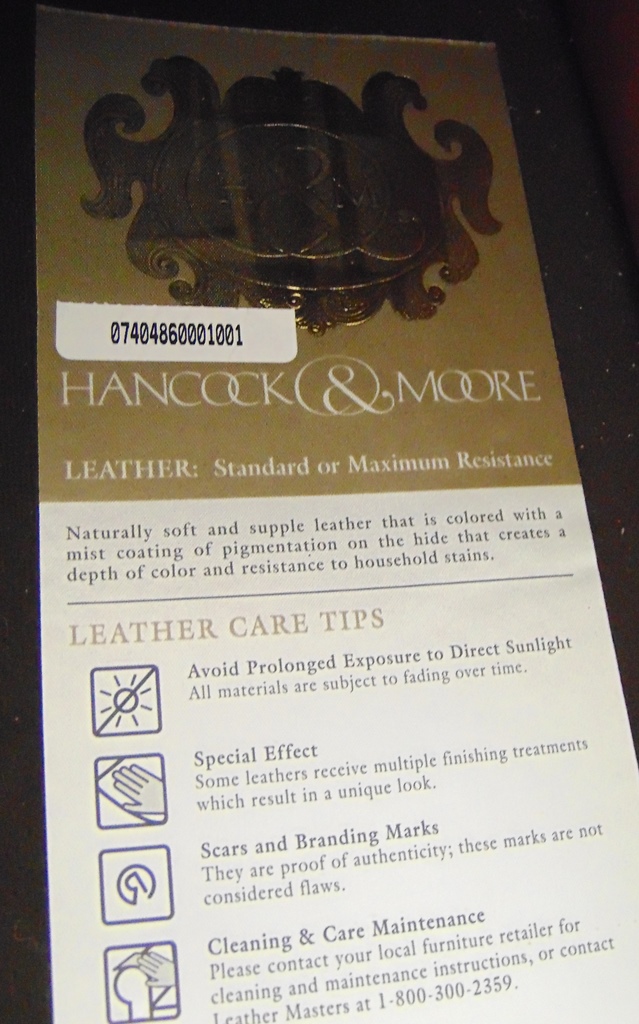 H M
07404860001001
HANCOCK & MOORE
LEATHER: Standard or Maximum Resistance
Naturally soft and supple leather that is colored with a
mist coating of pigmentation on the hide that creates a
depth of color and resistance to household stains.
LEATHER CARE TIPS
Avoid Prolonged Exposure to Direct Sunlight
All materials are subject to fading over time.
Special Effect
Some leathers receive multiple finishing treatments
which result in a unique look.
Scars and Branding Marks
They are proof of authenticity; these marks are not
considered flaws.
Cleaning & Care Maintenance
Please contact your local furniture retailer for
cleaning and maintenance instructions, or contact
Leather Masters at 1-800-300-2359.